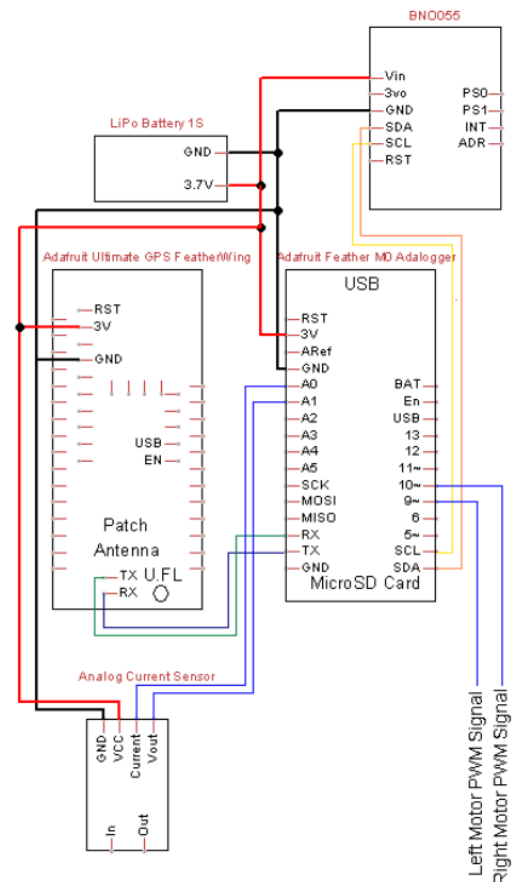 BNO055
Vin
3vo
GND
SDA
SCL
RST
PS0
PS1
INT
ADR
LiPo Battery 1S
GND
3.7V
Adafruit Ultimate GPS FeatherWing
RST
3V
GND
USB
EN
Patch
Antenna
TX U.FL
RX
Adafruit Feather M0 Adalogger
USB
RST
3V
ARef
GND
A0
A1
A2
A3
A4
A5
SCK
MOSI
MISO
RX
TX
GND
BAT
En
USB
13
12
11~
10~
9~
6
5~
SCL
SDA
MicroSD Card
Analog Current Sensor
GND
VCC
Current
Vout
In
Out
Left Motor PWM Signal
Right Motor PWM Signal